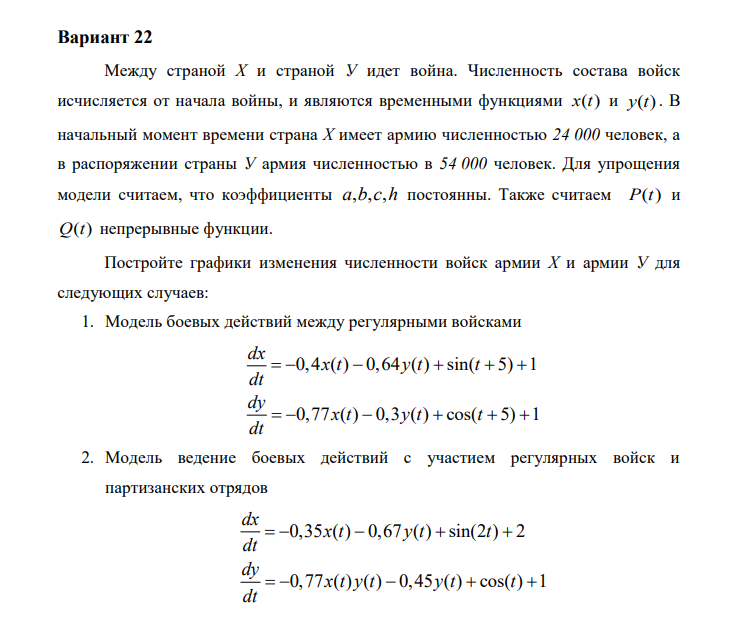 Вариант 22
Между страной Х и страной У идет война. Численность состава войск
исчисляется от начала войны, и являются временными функциями x(t) и y(t). В
начальный момент времени страна Х имеет армию численностью 24 000 человек, а
в распоряжении страны У армия численностью в 54 000 человек. Для упрощения
модели считаем, что коэффициенты a,b,c,h постоянны. Также считаем P(t) и
Q(t) непрерывные функции.
Постройте графики изменения численности войск армии Х и армии У для
следующих случаев:
1. Модель боевых действий между регулярными войсками
dx/dt = −0,4x(t) − 0,64y(t) + sin(t + 5) + 1
dy/dt = −0,77x(t) − 0,3y(t) + cos(t + 5) + 1
2. Модель ведение боевых действий с участием регулярных войск и
партизанских отрядов
dx/dt = −0,35x(t) − 0,67y(t) + sin(2t) + 2
dy/dt = −0,77x(t)y(t) − 0,45y(t) + cos(t) + 1